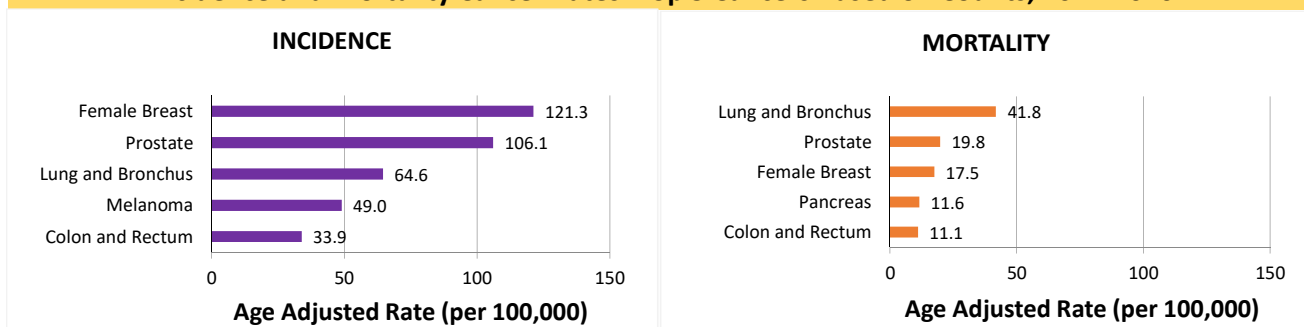 INCIDENCE
Female Breast 121.3
Prostate 106.1
Lung and Bronchus 64.6
Melanoma 49.0
Colon and Rectum 33.9
0 50 100 150
Age Adjusted Rate (per 100,000)
MORTALITY
Lung and Bronchus 41.8
Prostate 19.8
Female Breast 17.5
Pancreas 11.6
Colon and Rectum 11.1
0 50 100 150
Age Adjusted Rate (per 100,000)